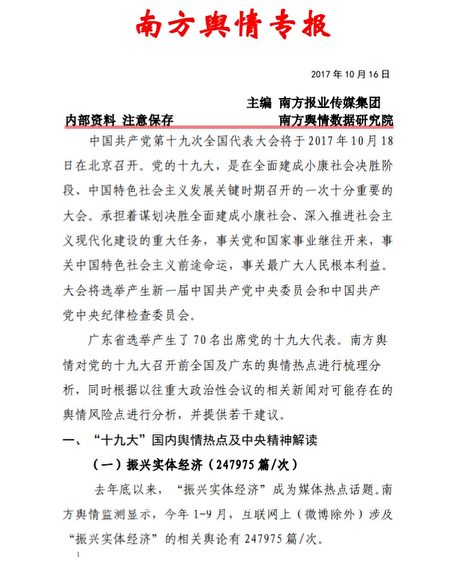 南方舆情专报
2017 年 10 月 16 日
主编 南方报业传媒集团
内部资料 注意保存 南方舆情数据研究院
中国共产党第十九次全国代表大会将于 2017 年 10 月 18
日在北京召开。党的十九大，是在全面建成小康社会决胜阶
段、中国特色社会主义发展关键时期召开的一次十分重要的
大会。承担着谋划决胜全面建成小康社会、深入推进社会主
义现代化建设的重大任务，事关党和国家事业继往开来，事
关中国特色社会主义前途命运，事关最广大人民根本利益。
大会将选举产生新一届中国共产党中央委员会和中国共产
党中央纪律检查委员会。
广东省选举产生了 70 名出席党的十九大代表。南方舆
情对党的十九大召开前全国及广东的舆情热点进行梳理分
析，同时根据以往重大政治性会议的相关新闻对可能存在的
舆情风险点进行分析，并提供若干建议。
一、“十九大”国内舆情热点及中央精神解读
（一）振兴实体经济（247975 篇/次）
去年底以来，“振兴实体经济”成为媒体热点话题。南
方舆情监测显示，今年 1-9 月，互联网上（微博除外）涉及
“振兴实体经济”的相关舆论有 247975 篇/次。
1